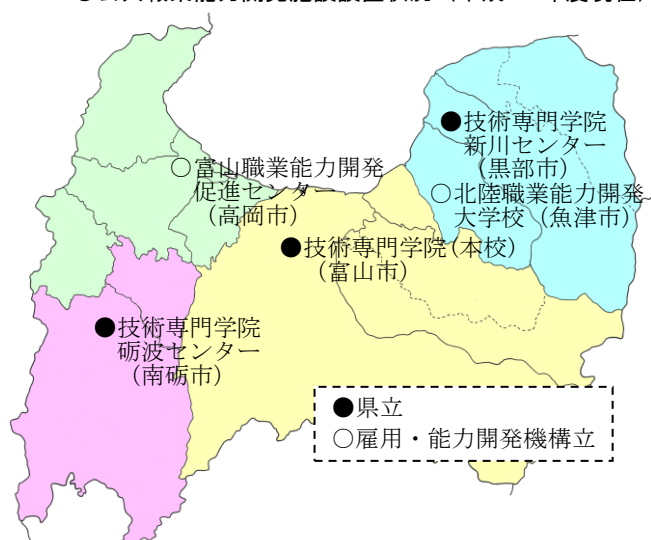 ●技術専門学院
新川センター
（黒部市）
○富山職業能力開発
促進センター
（高岡市）
○北陸職業能力開発
大学校（魚津市）
●技術専門学院(本校)
（富山市）
●技術専門学院
砺波センター
（南砺市）
●県立
○雇用・能力開発機構立